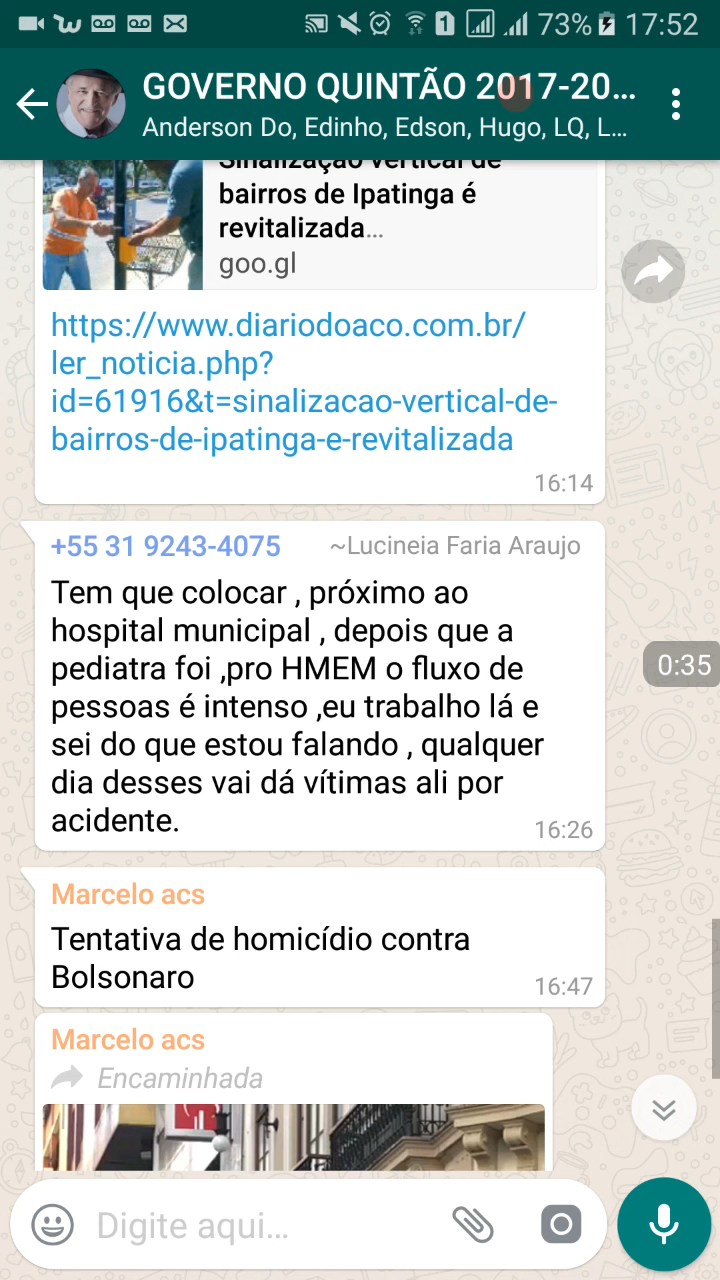 73% 17:52
GOVERNO QUINTÃO 2017-20...
Anderson Do, Edinho, Edson, Hugo, LQ, L...
Sinalização vertical de
bairros de Ipatinga é
revitalizada...
goo.gl
https://www.diariodoaco.com.br/
ler_noticia.php?
id=61916&t=sinalizacao-vertical-de-
bairros-de-ipatinga-e-revitalizada
16:14
+55 31 9243-4075 ~Lucineia Faria Araujo
Tem que colocar , próximo ao
hospital municipal , depois que a
pediatra foi ,pro HMEM o fluxo de
pessoas é intenso ,eu trabalho lá e
sei do que estou falando , qualquer
dia desses vai dá vítimas ali por
acidente.
16:26
0:35
Marcelo acs
Tentativa de homicídio contra
Bolsonaro
16:47
Marcelo acs
Encaminhada
Digite aqui...